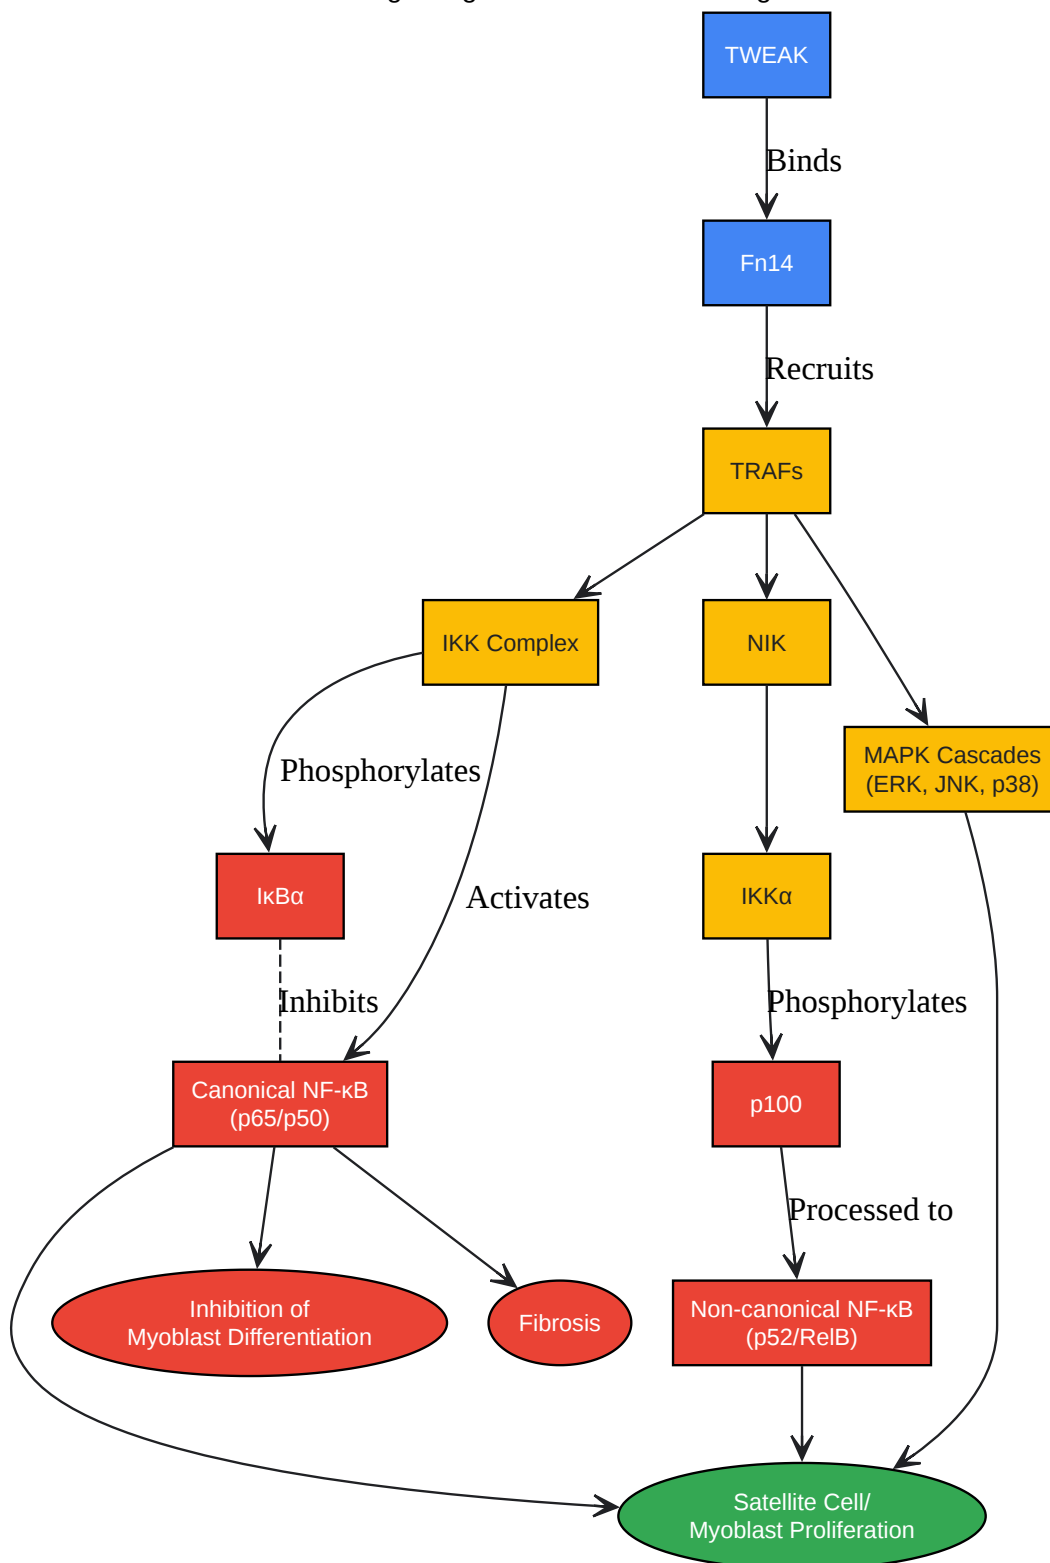 TWEAK
Binds
Fn14
Recruits
TRAFs
IKK Complex
NIK
MAPK Cascades
(ERK, JNK, p38)
Phosphorylates
IκBα
Activates
IKKα
Inhibits
Phosphorylates
Canonical NF-κB
(p65/p50)
p100
Processed to
Inhibition of
Myoblast Differentiation
Fibrosis
Non-canonical NF-κB
(p52/RelB)
Satellite Cell/
Myoblast Proliferation